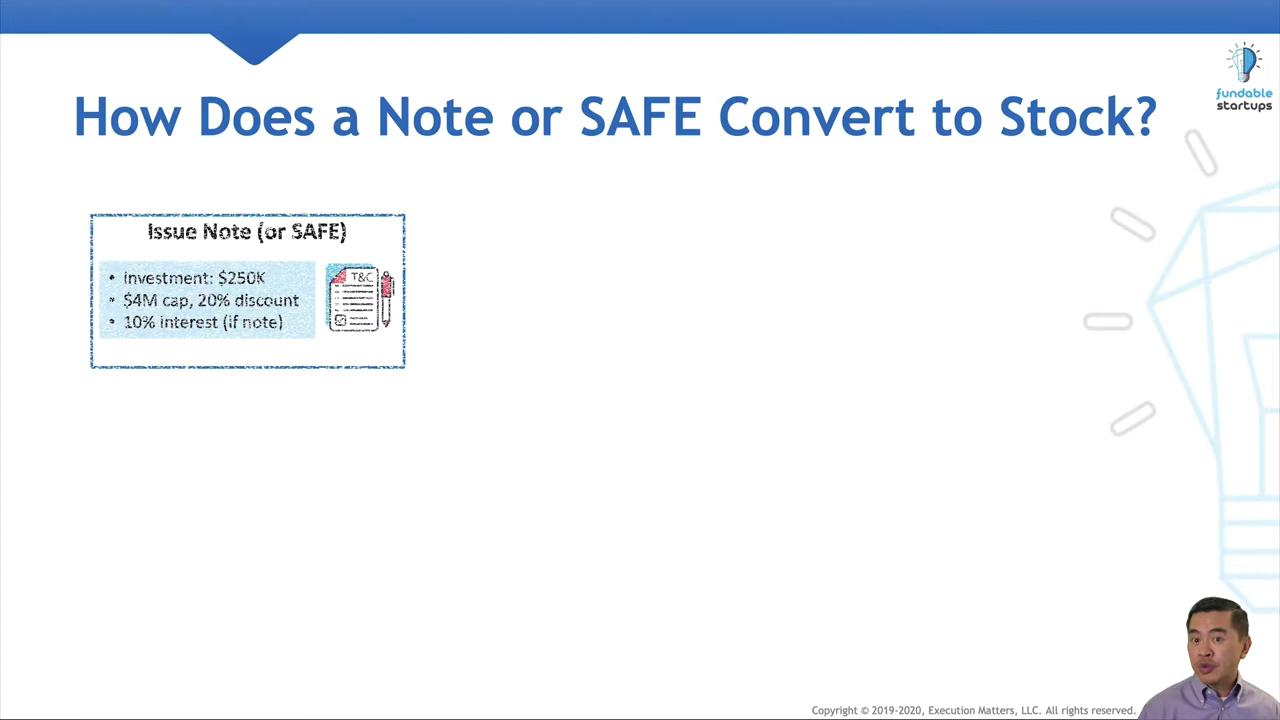 fundable
startups
How Does a Note or SAFE Convert to Stock?
Issue Note (or SAFE)
• Investment: $250K
• $4M cap, 20% discount
• 10% interest (if note)
T&C
Copyright © 2019-2020, Execution Matters, LLC. All rights reserved.